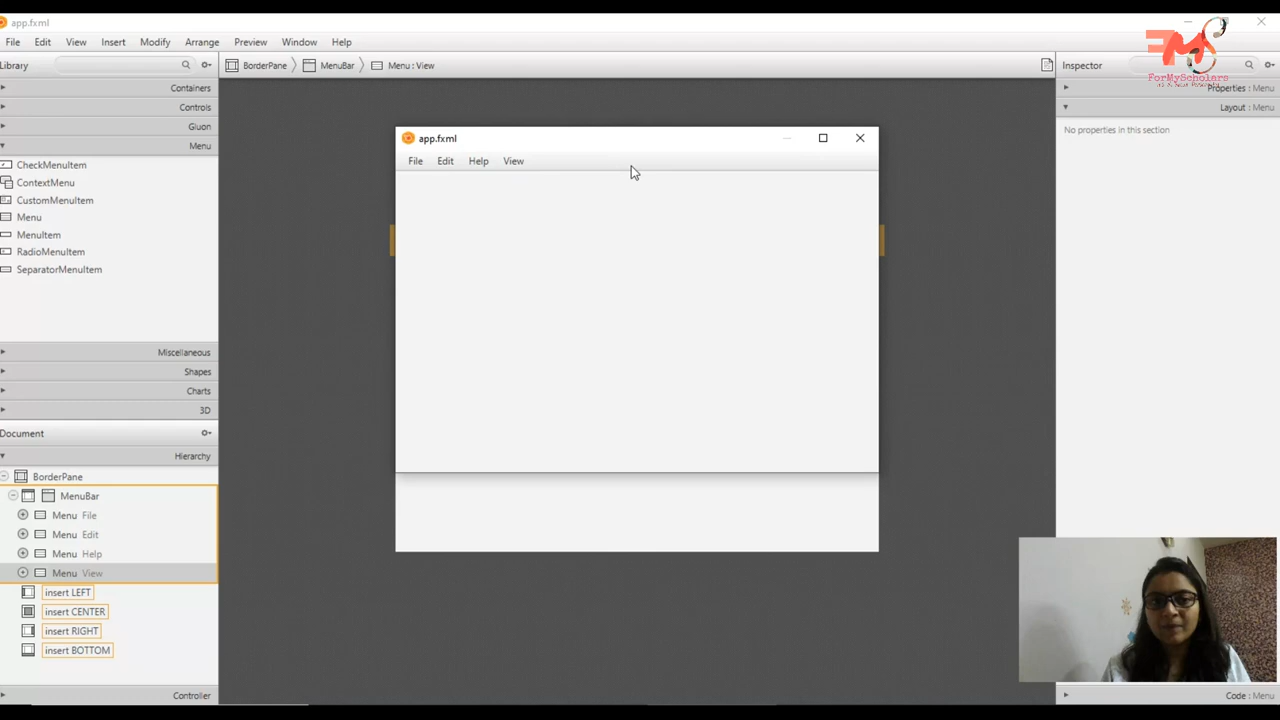 app.fxml
File Edit View Insert Modify Arrange Preview Window Help
Library
BorderPane MenuBar Menu : View
Inspector
FMS
ForMyScholars
Containers
Controls
Gluon
Menu
CheckMenuItem
ContextMenu
CustomMenuItem
Menu
MenuItem
RadioMenuItem
SeparatorMenuItem
Miscellaneous
Shapes
Charts
3D
Document
Hierarchy
BorderPane
MenuBar
Menu File
Menu Edit
Menu Help
Menu View
insert LEFT
insert CENTER
insert RIGHT
insert BOTTOM
Controller
app.fxml
File Edit Help View
Properties : Menu
Layout : Menu
No properties in this section
Code : Menu